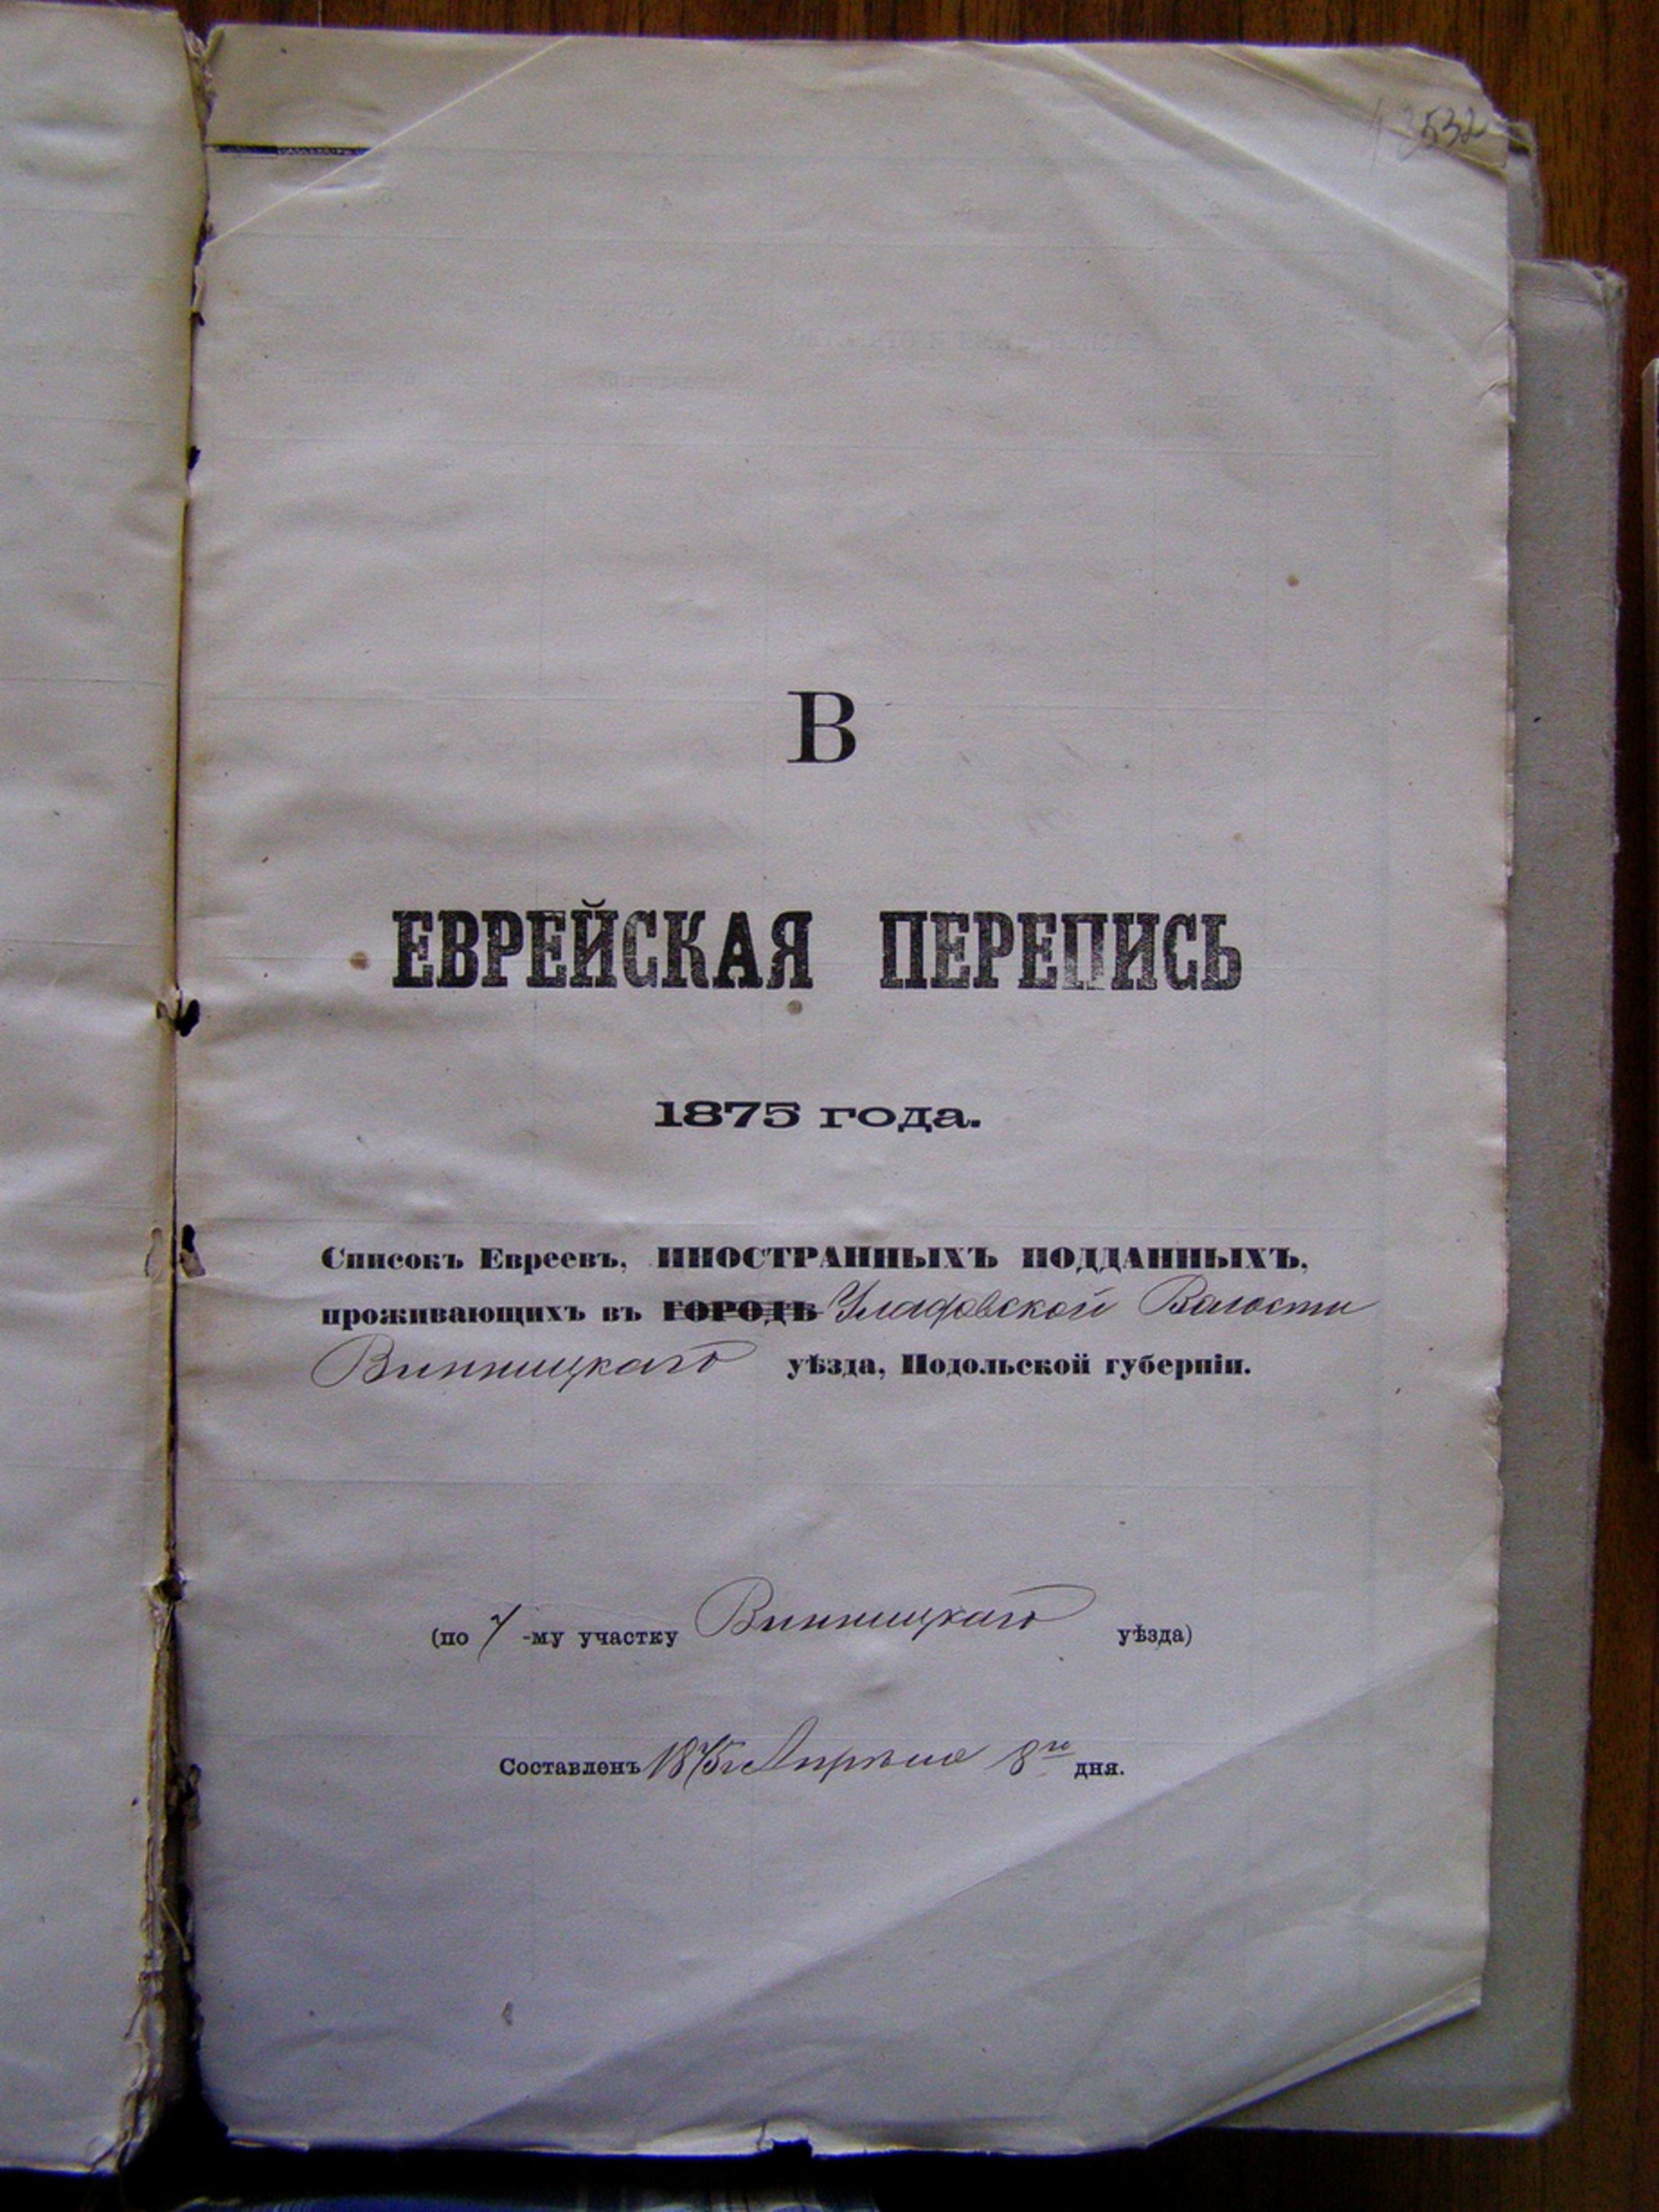 532
В
ЕВРЕЙСКАЯ ПЕРЕПИСЬ
1875 года.
Списокъ Евреевъ, ИНОСТРАННЫХЪ ПОДДАННЫХЪ,
проживающихъ въ ГОРОДѢ Уладовской Волости
Винницкаго уѣзда, Подольской губерніи.
(по -му участку Винницкаго уѣзда)
Составленъ 1875 г. Апрѣля 8го дня.